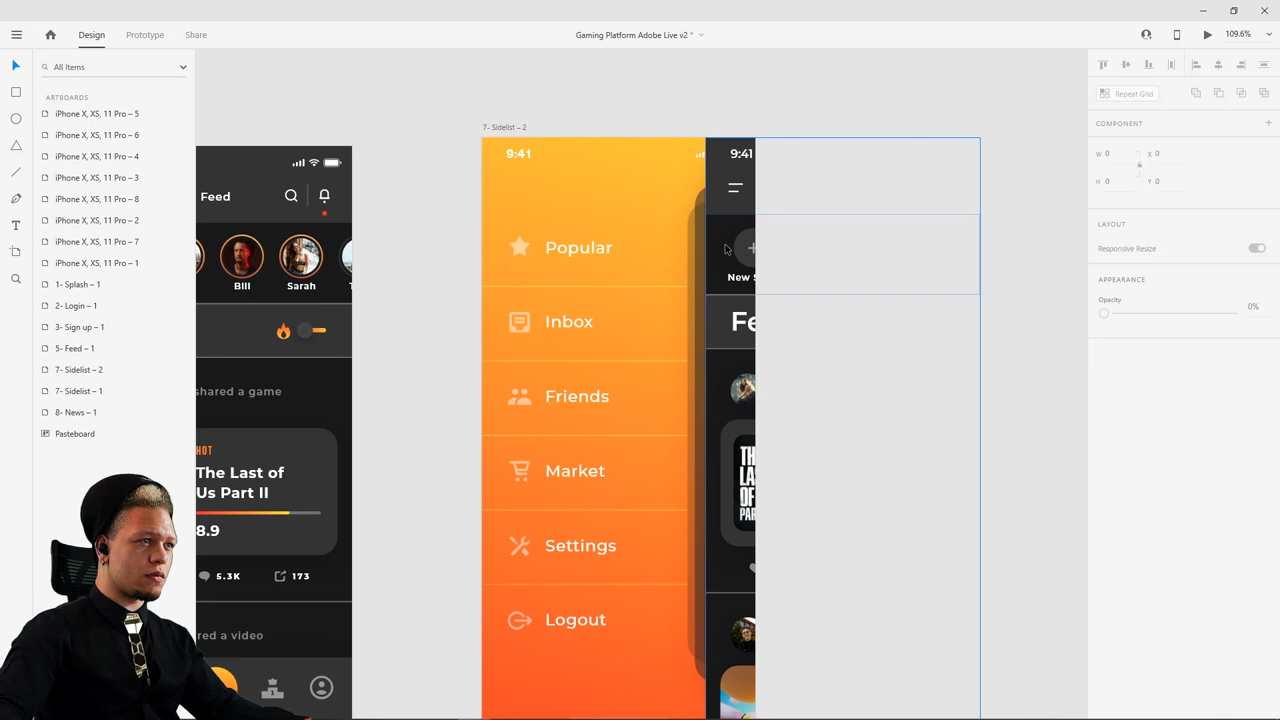 Design
Prototype
Share
Gaming Platform Adobe Live v2 *
109.6%
All Items
ARTBOARDS
iPhone X, XS, 11 Pro – 5
iPhone X, XS, 11 Pro – 6
iPhone X, XS, 11 Pro – 4
iPhone X, XS, 11 Pro – 3
iPhone X, XS, 11 Pro – 8
iPhone X, XS, 11 Pro – 2
iPhone X, XS, 11 Pro – 7
iPhone X, XS, 11 Pro – 1
1- Splash – 1
2- Login – 1
3- Sign up – 1
5- Feed – 1
7- Sidelist – 2
7- Sidelist – 1
8- News – 1
Pasteboard
Feed
Bill
Sarah
shared a game
HOT
The Last of
Us Part II
8.9
5.3K
173
red a video
7- Sidelist – 2
9:41
Popular
Inbox
Friends
Market
Settings
Logout
9:41
New S
Fe
THE
LAS
OF
PAR
Repeat Grid
COMPONENT
W 0
X 0
H 0
Y 0
LAYOUT
Responsive Resize
APPEARANCE
Opacity
0%